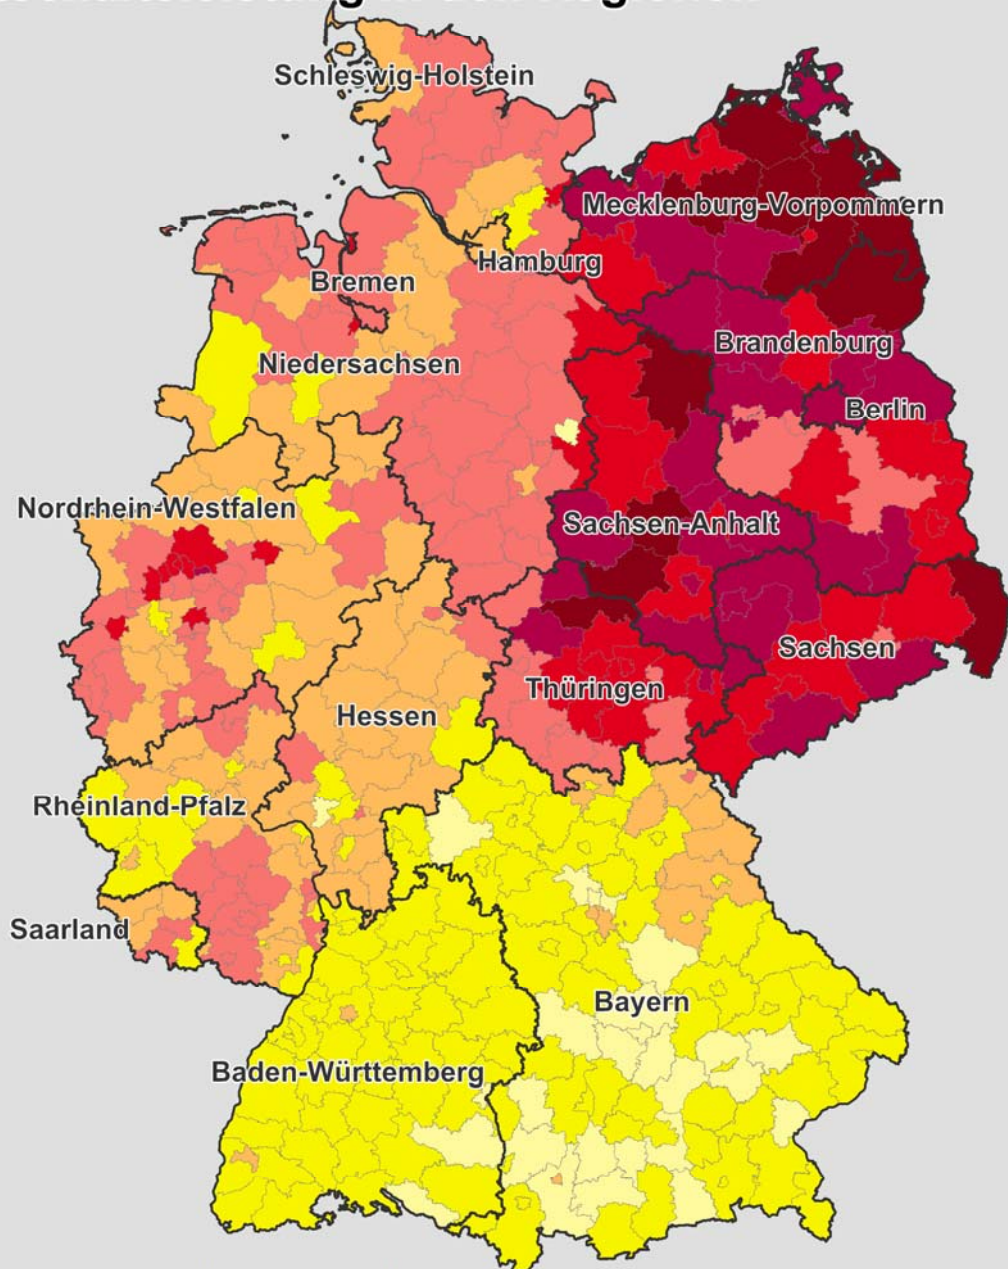 Schleswig-Holstein
Mecklenburg-Vorpommern
Hamburg
Bremen
Brandenburg
Niedersachsen
Berlin
Nordrhein-Westfalen
Sachsen-Anhalt
Sachsen
Thüringen
Hessen
Rheinland-Pfalz
Saarland
Bayern
Baden-Württemberg